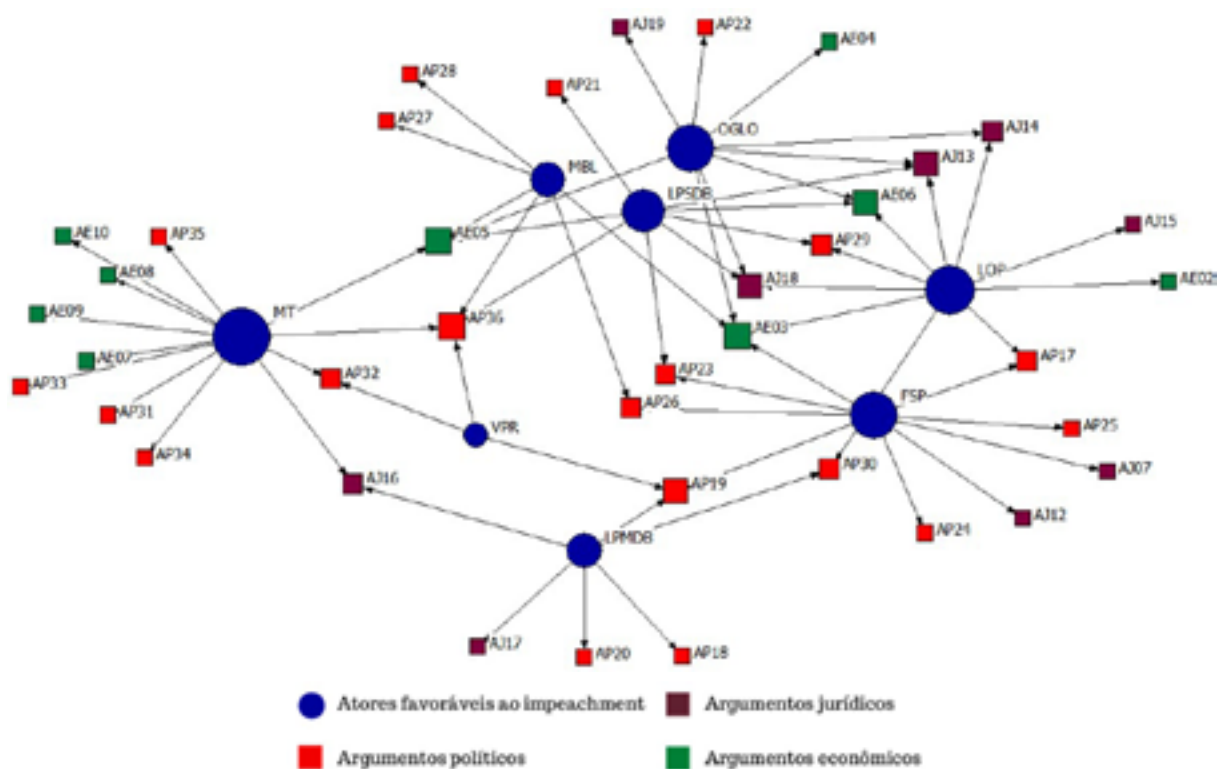 AJ19
AP22
AE04
AP28
AP21
AP27
OGLO
AJ14
AJ13
MBL
LPSDB
AE06
AJ15
AE10
AP35
AE05
AP29
AE08
LOP
AJ18
AE02
AE09
MT
AP36
AE03
AE07
AP17
AP33
AP32
AP23
AP31
AP26
FSP
VPR
AP25
AP34
AJ16
AP19
AP30
AJ07
AJ12
AP24
LPMDB
AJ17
AP20
AP18
Atores favoráveis ao impeachment
Argumentos jurídicos
Argumentos políticos
Argumentos econômicos